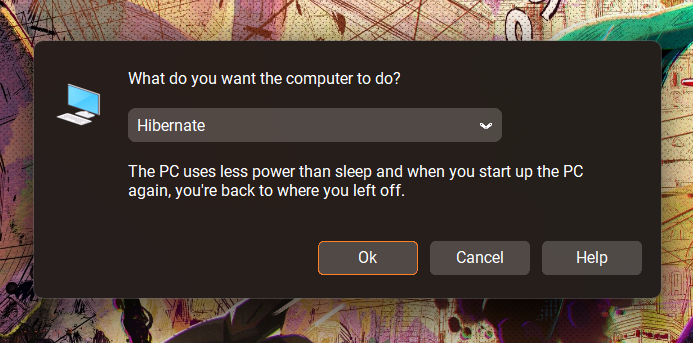 What do you want the computer to do?
Hibernate
The PC uses less power than sleep and when you start up the PC
again, you're back to where you left off.
Ok
Cancel
Help